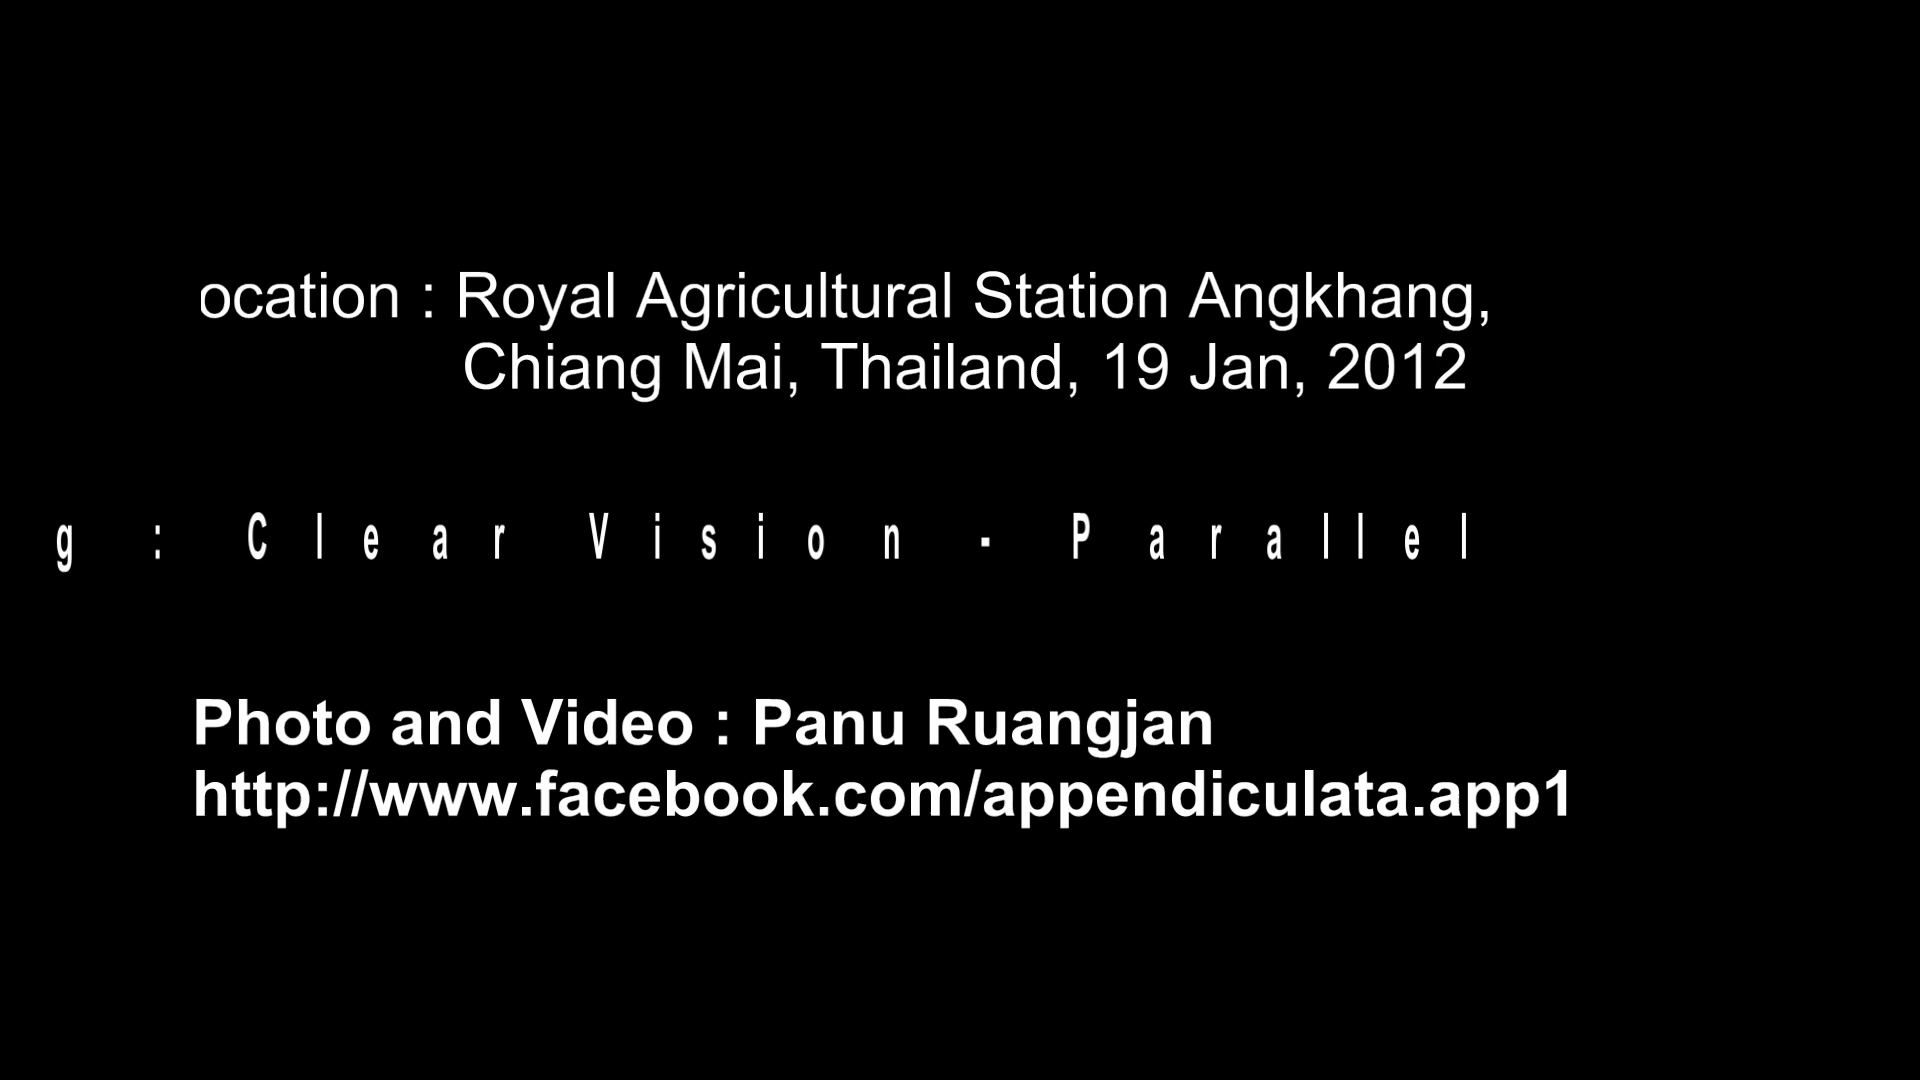 ocation : Royal Agricultural Station Angkhang,
Chiang Mai, Thailand, 19 Jan, 2012
g : Clear Vision - Parallel
Photo and Video : Panu Ruangjan
http://www.facebook.com/appendiculata.app1